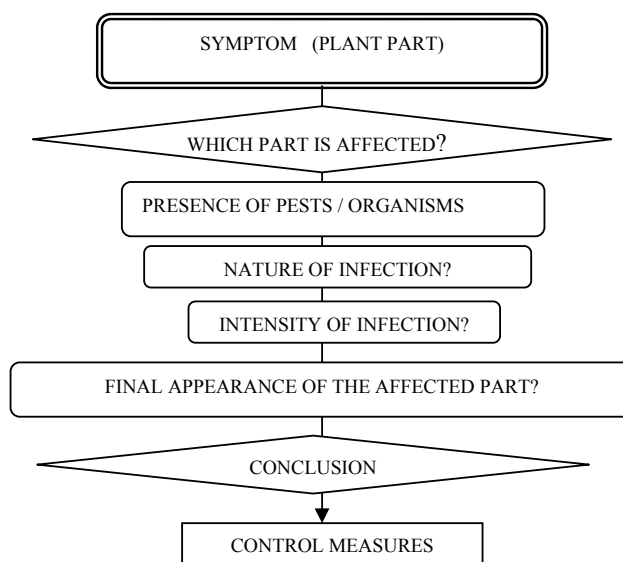 SYMPTOM (PLANT PART)
WHICH PART IS AFFECTED?
PRESENCE OF PESTS / ORGANISMS
NATURE OF INFECTION?
INTENSITY OF INFECTION?
FINAL APPEARANCE OF THE AFFECTED PART?
CONCLUSION
CONTROL MEASURES